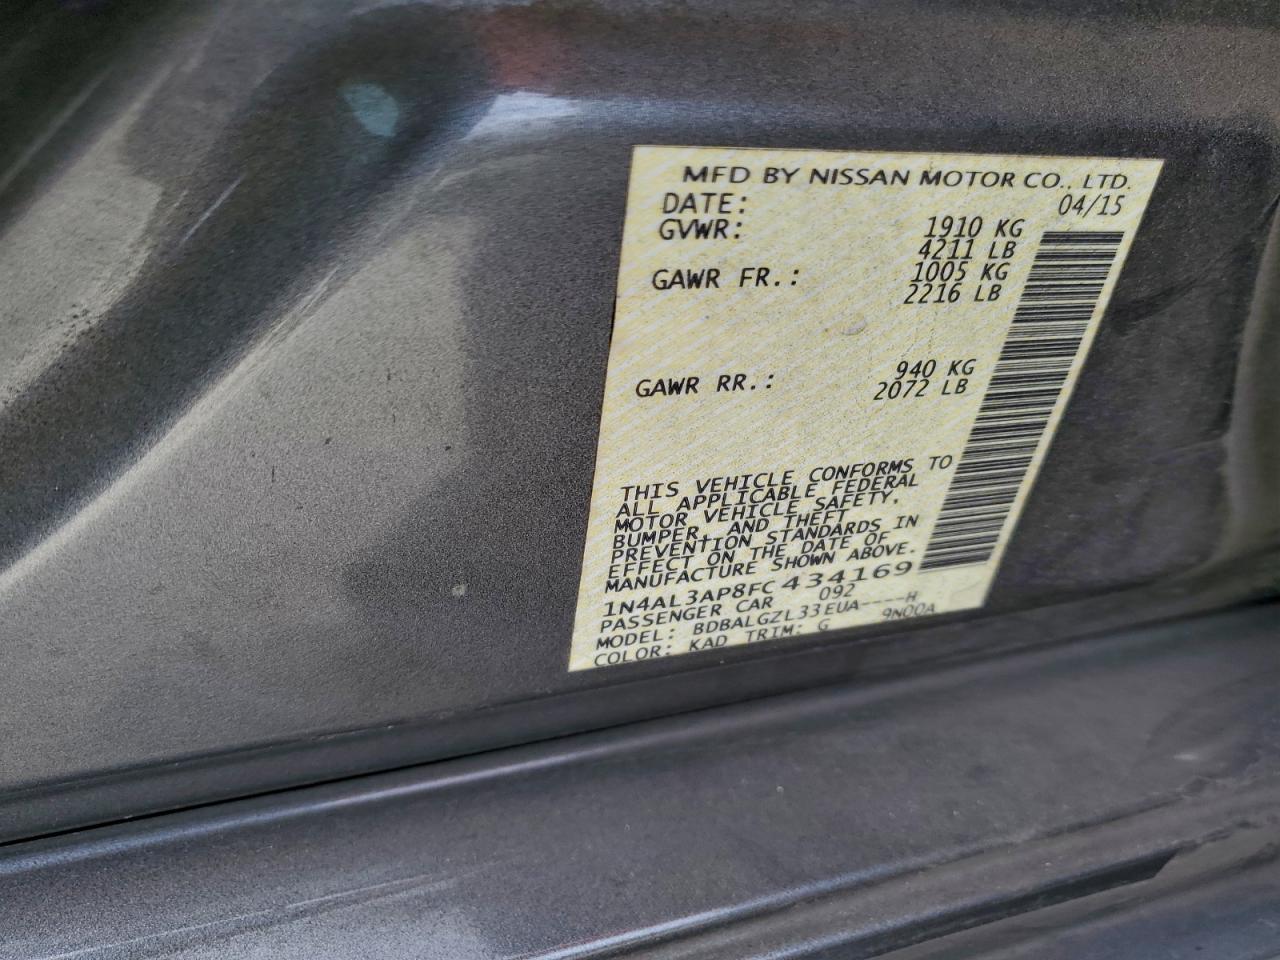 MFD BY NISSAN MOTOR CO., LTD.
DATE: 04/15
GVWR: 1910 KG
4211 LB
GAWR FR.: 1005 KG
2216 LB
GAWR RR.: 940 KG
2072 LB
THIS VEHICLE CONFORMS TO
ALL APPLICABLE FEDERAL
MOTOR VEHICLE SAFETY,
BUMPER, AND THEFT
PREVENTION STANDARDS IN
EFFECT ON THE DATE OF
MANUFACTURE SHOWN ABOVE.
1N4AL3AP8FC434169
PASSENGER CAR 092
MODEL: BDBALGZL33EUA----H
COLOR: KAD TRIM: G 9N00A